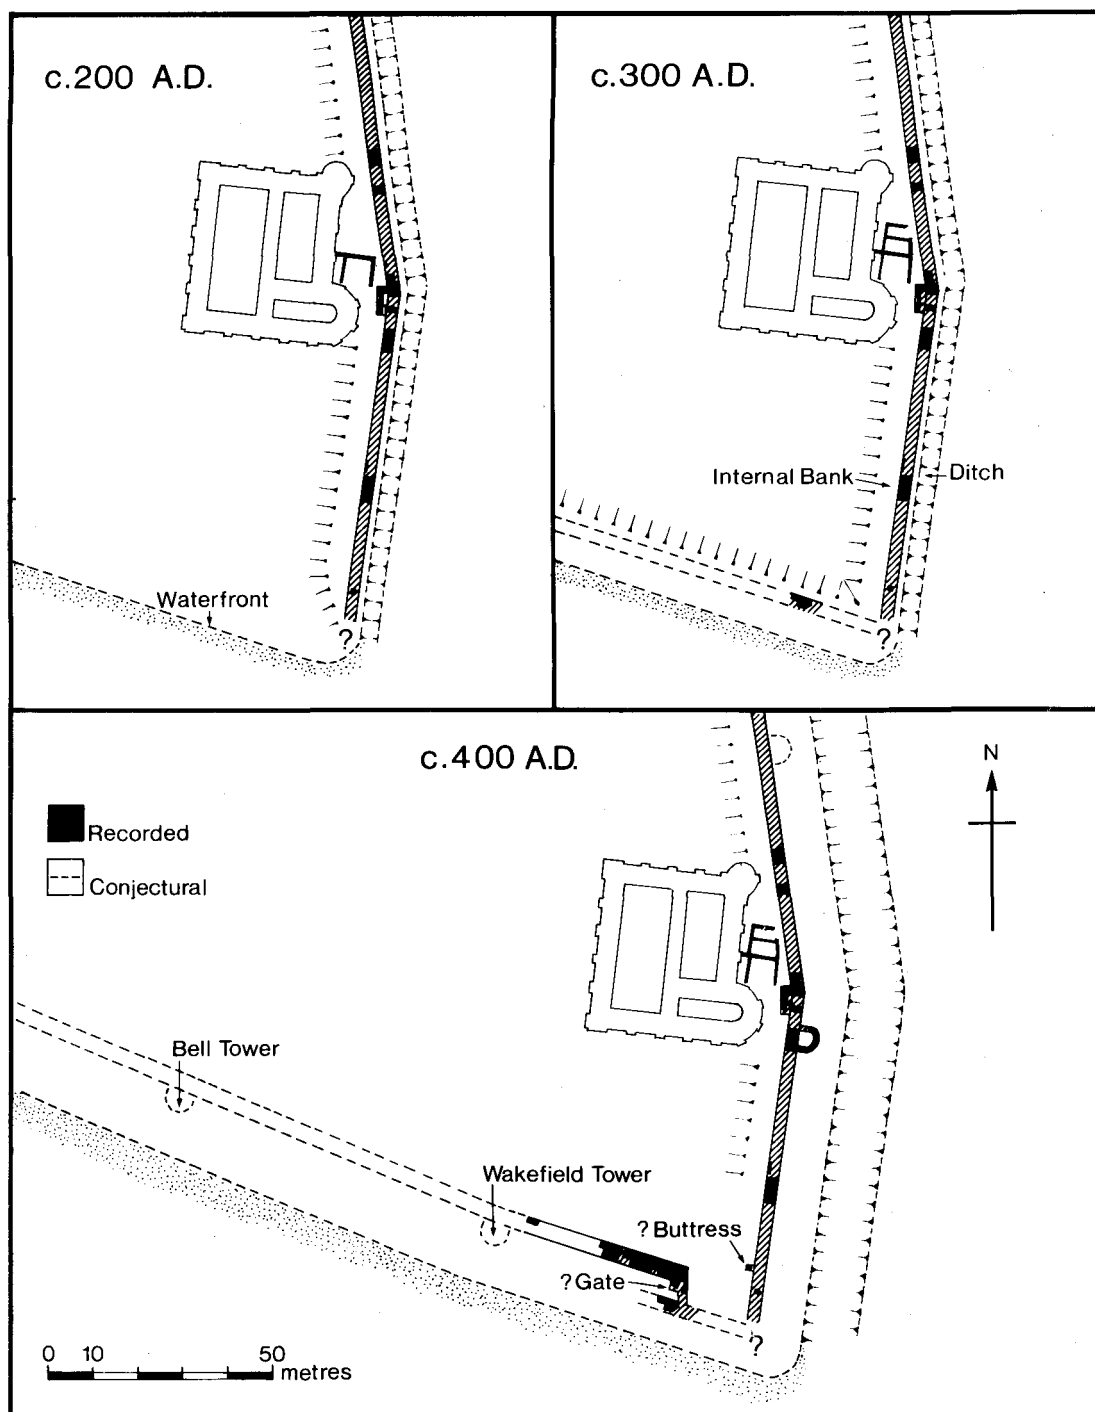 c.200 A.D.
Waterfront
?
c.300 A.D.
Internal Bank
Ditch
?
c.400 A.D.
N
Recorded
Conjectural
Bell Tower
Wakefield Tower
? Buttress
? Gate
?
0 10 50 metres